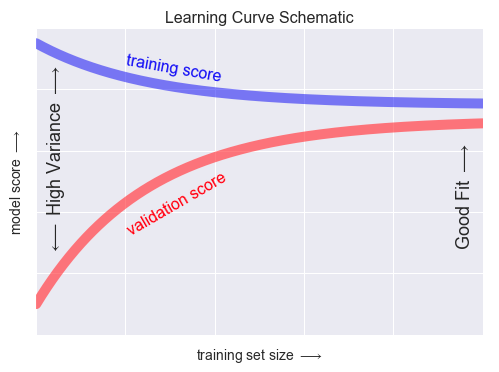 Learning Curve Schematic
training score
validation score
← High Variance →
Good Fit →
model score →
training set size →